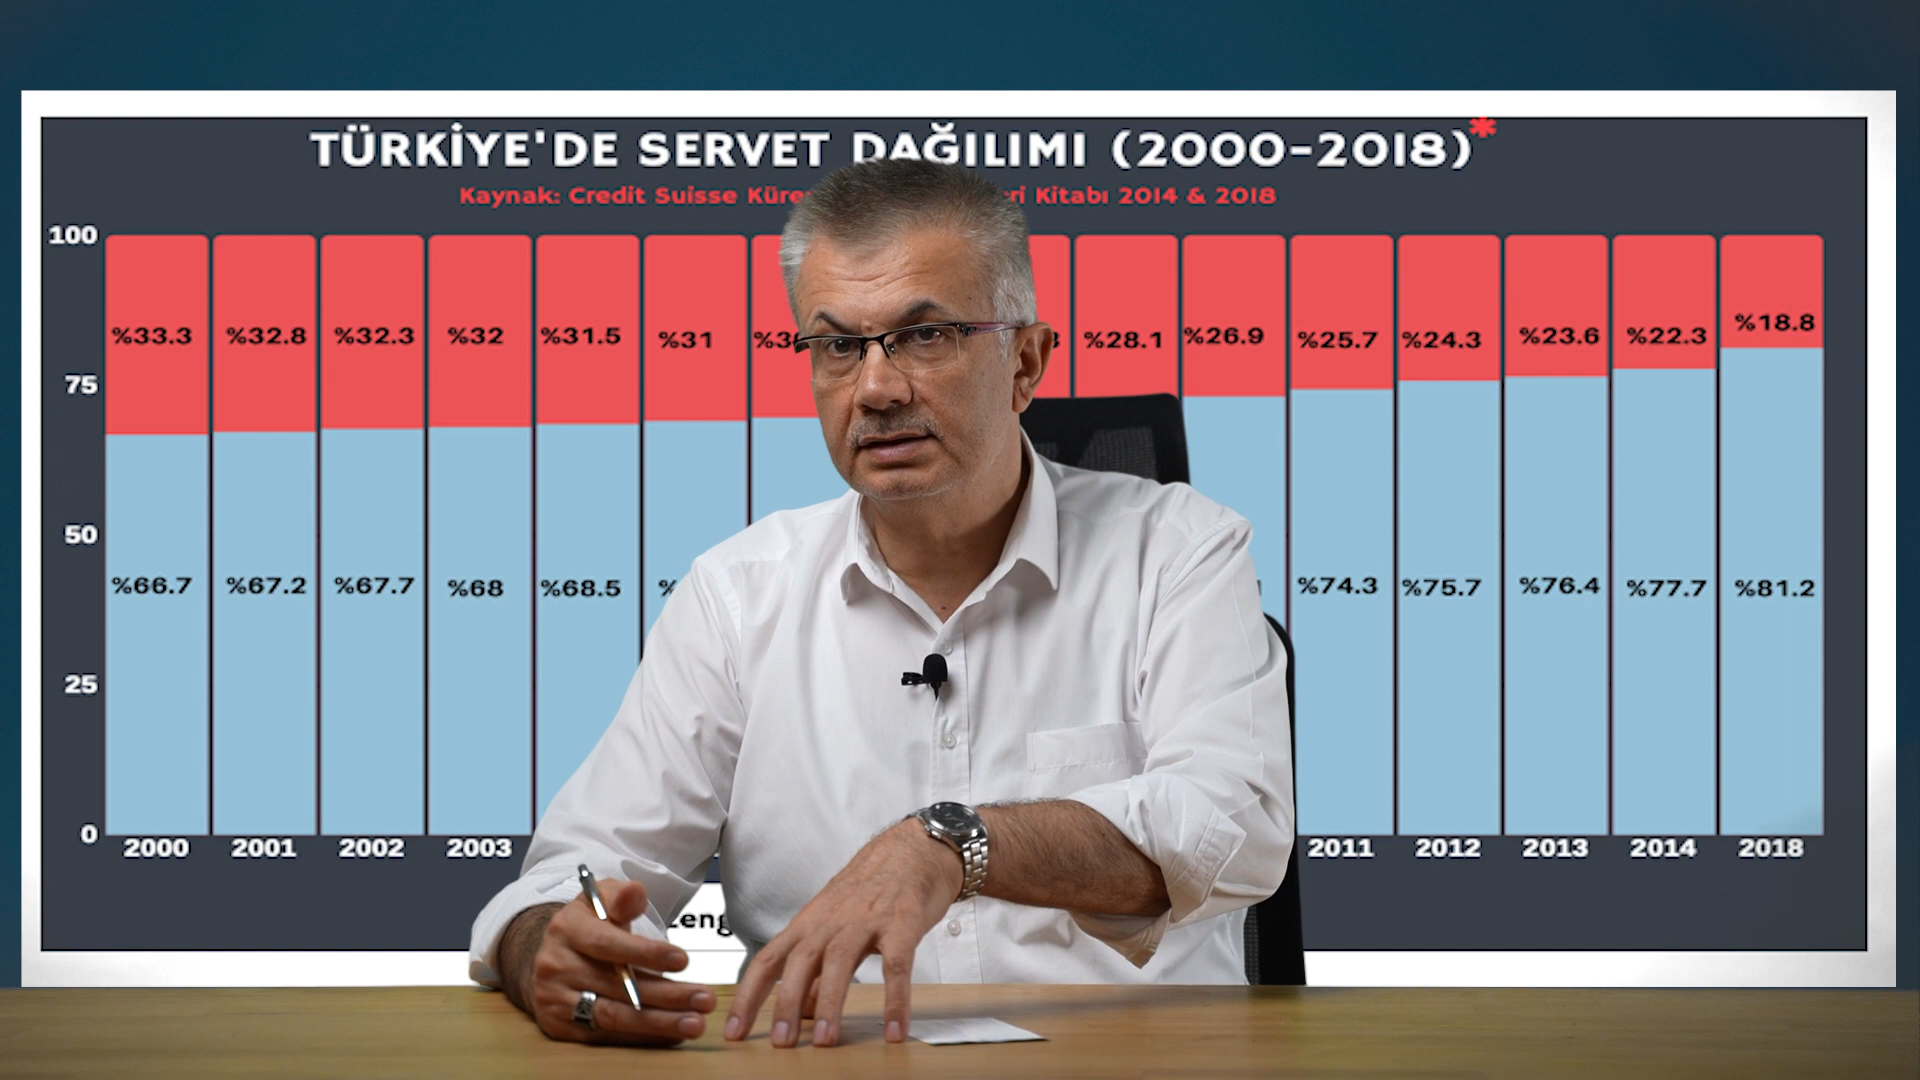 TÜRKİYE'DE SERVET DAĞILIMI (2000-2018)*
Kaynak: Credit Suisse Kitabı 2014 & 2018
100
%33.3 %32.8 %32.3 %32 %31.5 %31 %28.1 %26.9 %25.7 %24.3 %23.6 %22.3 %18.8
75
50
%66.7 %67.2 %67.7 %68 %68.5 %74.3 %75.7 %76.4 %77.7 %81.2
25
0
2000 2001 2002 2003 2011 2012 2013 2014 2018